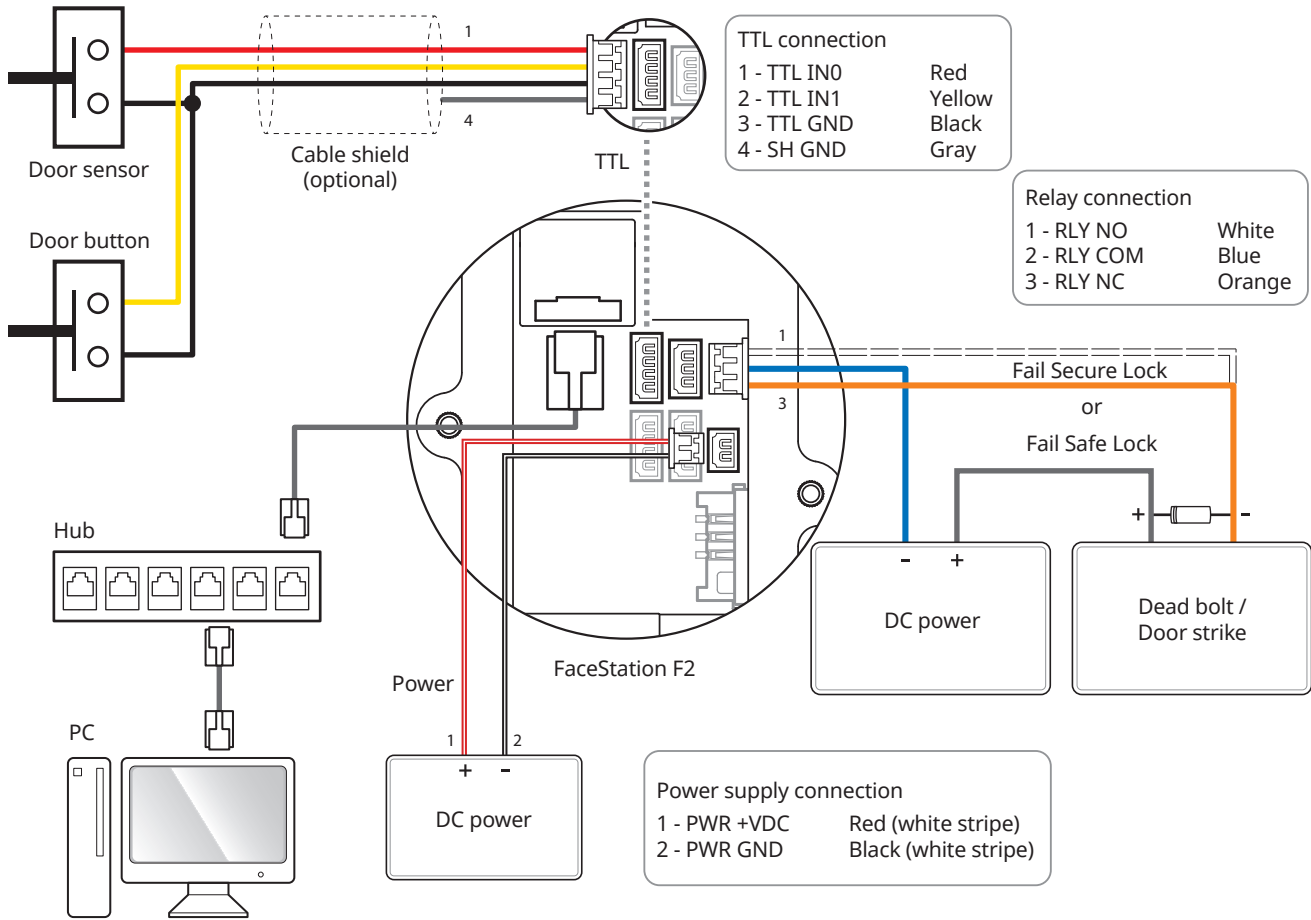 1
4
Door sensor
Cable shield
(optional)
TTL
TTL connection
1 - TTL IN0 Red
2 - TTL IN1 Yellow
3 - TTL GND Black
4 - SH GND Gray
Door button
Relay connection
1 - RLY NO White
2 - RLY COM Blue
3 - RLY NC Orange
1
3
Fail Secure Lock
or
Fail Safe Lock
+ -
Hub
- +
DC power
Dead bolt /
Door strike
FaceStation F2
Power
PC
1 2
+ -
DC power
Power supply connection
1 - PWR +VDC Red (white stripe)
2 - PWR GND Black (white stripe)